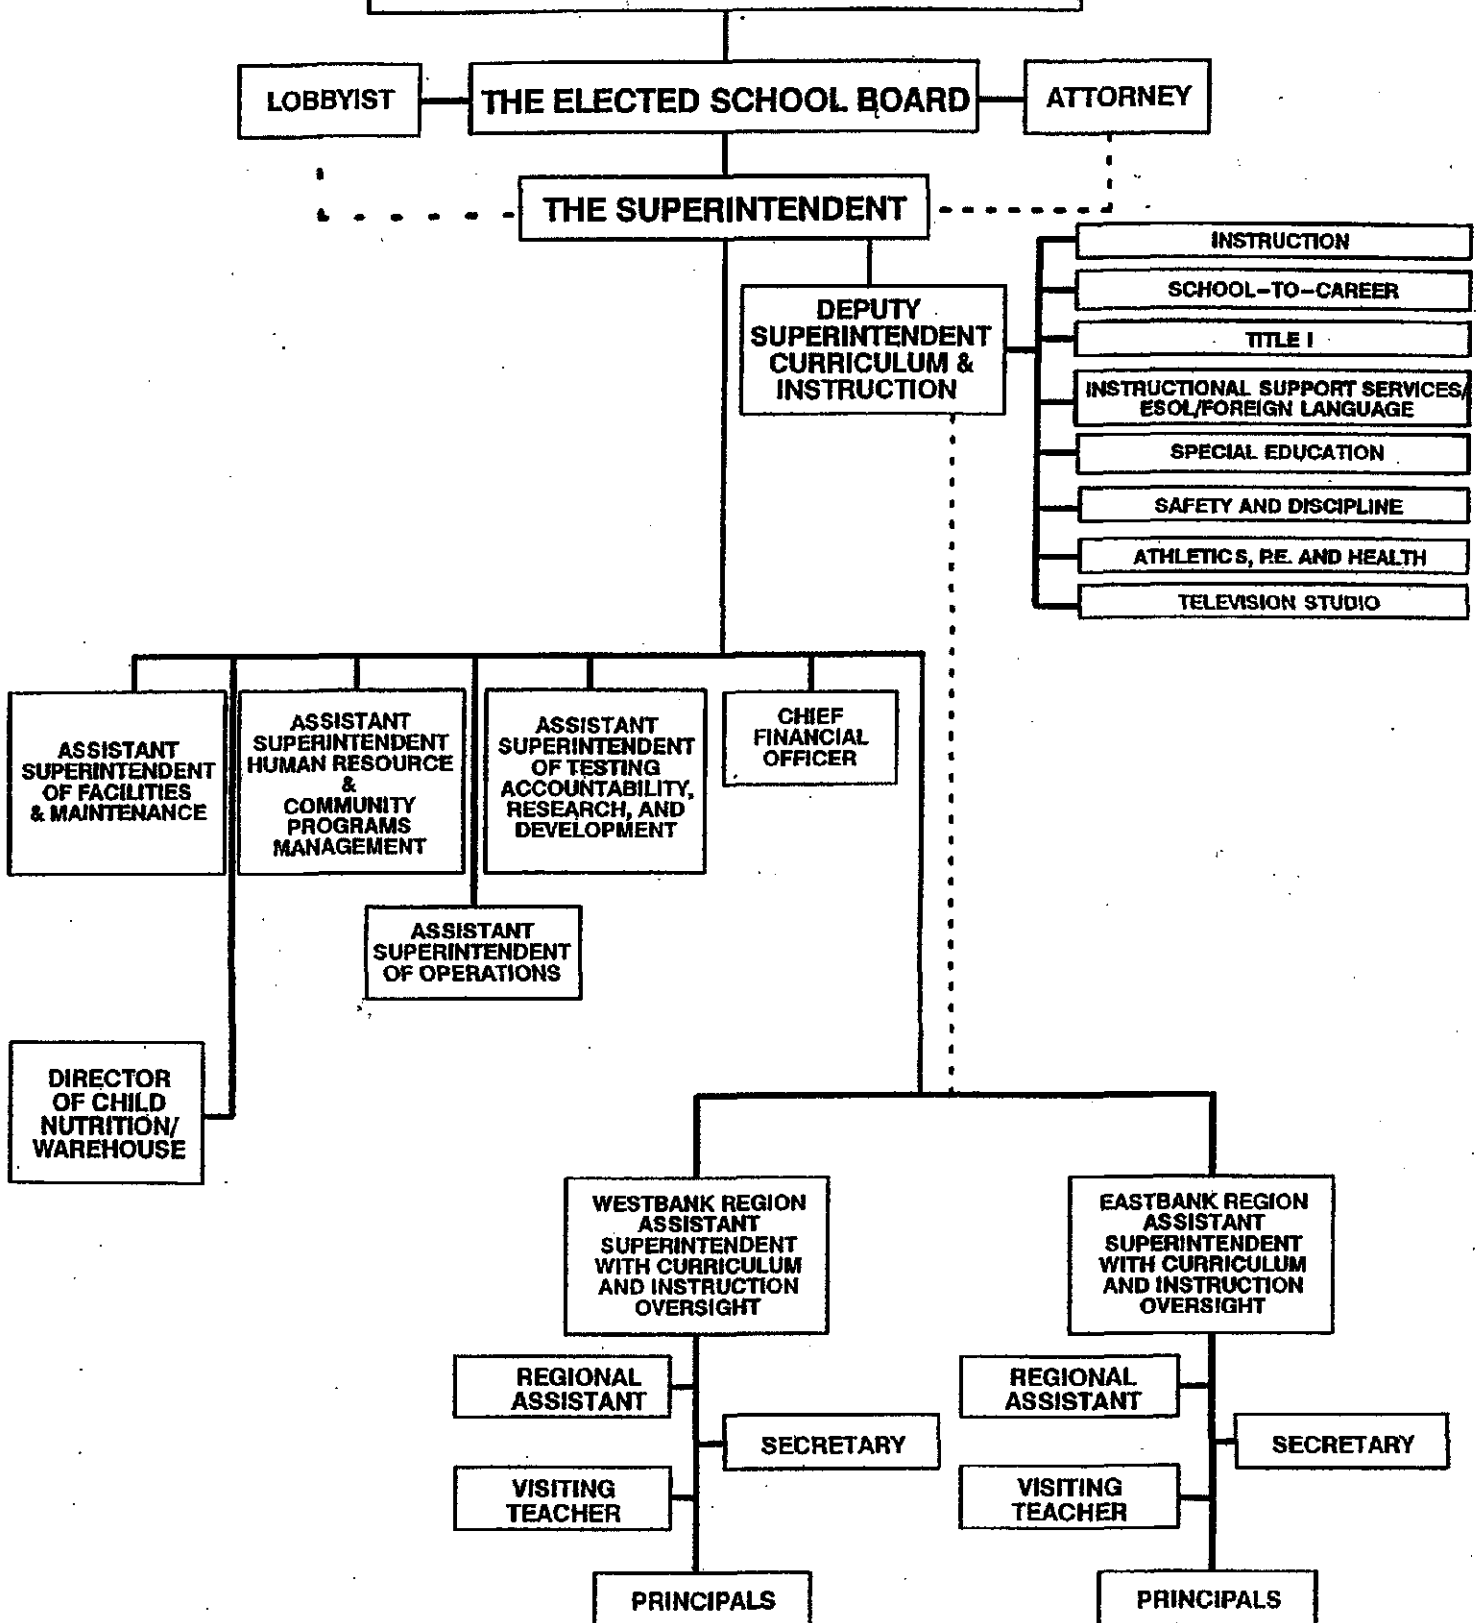 LOBBYIST
THE ELECTED SCHOOL BOARD
ATTORNEY
THE SUPERINTENDENT
DEPUTY
SUPERINTENDENT
CURRICULUM &
INSTRUCTION
INSTRUCTION
SCHOOL-TO-CAREER
TITLE I
INSTRUCTIONAL SUPPORT SERVICES/
ESOL/FOREIGN LANGUAGE
SPECIAL EDUCATION
SAFETY AND DISCIPLINE
ATHLETICS, P.E. AND HEALTH
TELEVISION STUDIO
ASSISTANT
SUPERINTENDENT
OF FACILITIES
& MAINTENANCE
ASSISTANT
SUPERINTENDENT
HUMAN RESOURCE
&
COMMUNITY
PROGRAMS
MANAGEMENT
ASSISTANT
SUPERINTENDENT
OF TESTING
ACCOUNTABILITY,
RESEARCH, AND
DEVELOPMENT
CHIEF
FINANCIAL
OFFICER
ASSISTANT
SUPERINTENDENT
OF OPERATIONS
DIRECTOR
OF CHILD
NUTRITION/
WAREHOUSE
WESTBANK REGION
ASSISTANT
SUPERINTENDENT
WITH CURRICULUM
AND INSTRUCTION
OVERSIGHT
REGIONAL
ASSISTANT
SECRETARY
VISITING
TEACHER
PRINCIPALS
EASTBANK REGION
ASSISTANT
SUPERINTENDENT
WITH CURRICULUM
AND INSTRUCTION
OVERSIGHT
REGIONAL
ASSISTANT
SECRETARY
VISITING
TEACHER
PRINCIPALS